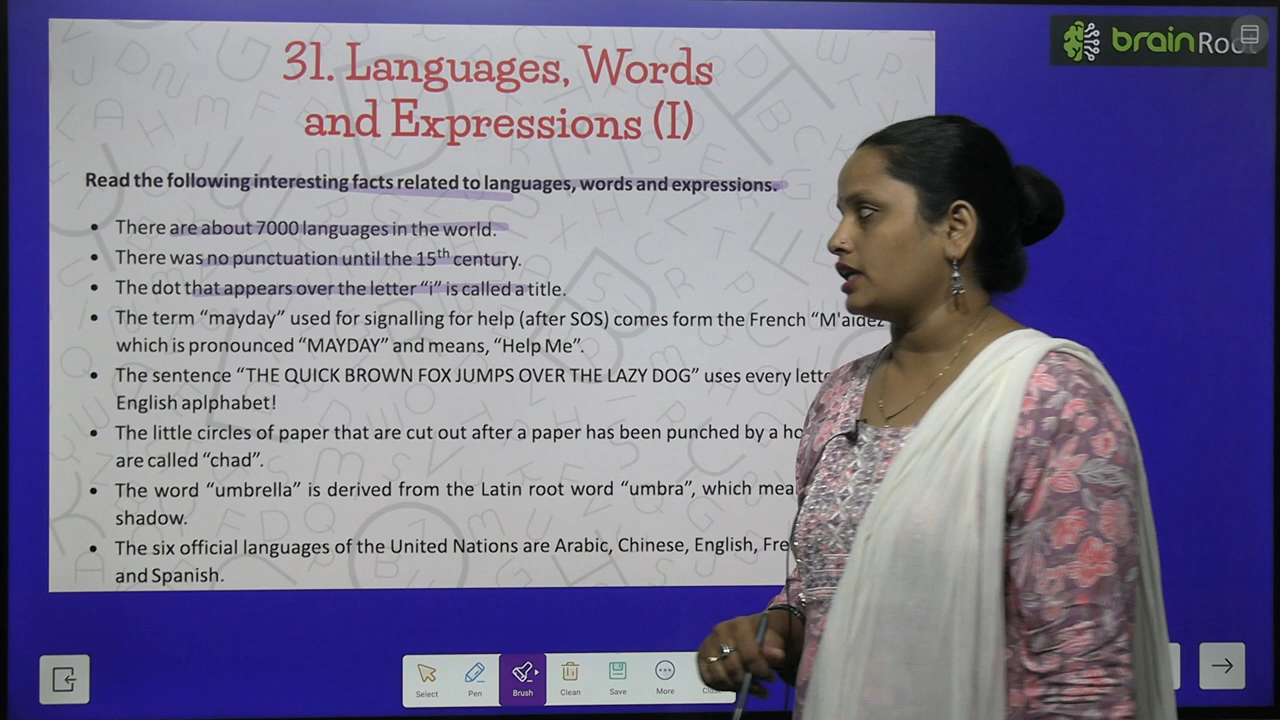 brainRoot
31. Languages, Words
and Expressions (I)
Read the following interesting facts related to languages, words and expressions.
• There are about 7000 languages in the world.
• There was no punctuation until the 15th century.
• The dot that appears over the letter “i” is called a title.
• The term “mayday” used for signalling for help (after SOS) comes form the French “M'aidez
which is pronounced “MAYDAY” and means, “Help Me”.
• The sentence “THE QUICK BROWN FOX JUMPS OVER THE LAZY DOG” uses every
English aplphabet!
• The little circles of paper that are cut out after a paper has been punched by a
are called “chad”.
• The word “umbrella” is derived from the Latin root word “umbra”, which
shadow.
• The six official languages of the United Nations are Arabic, Chinese, English,
and Spanish.
Select Pen Brush Clean Save More